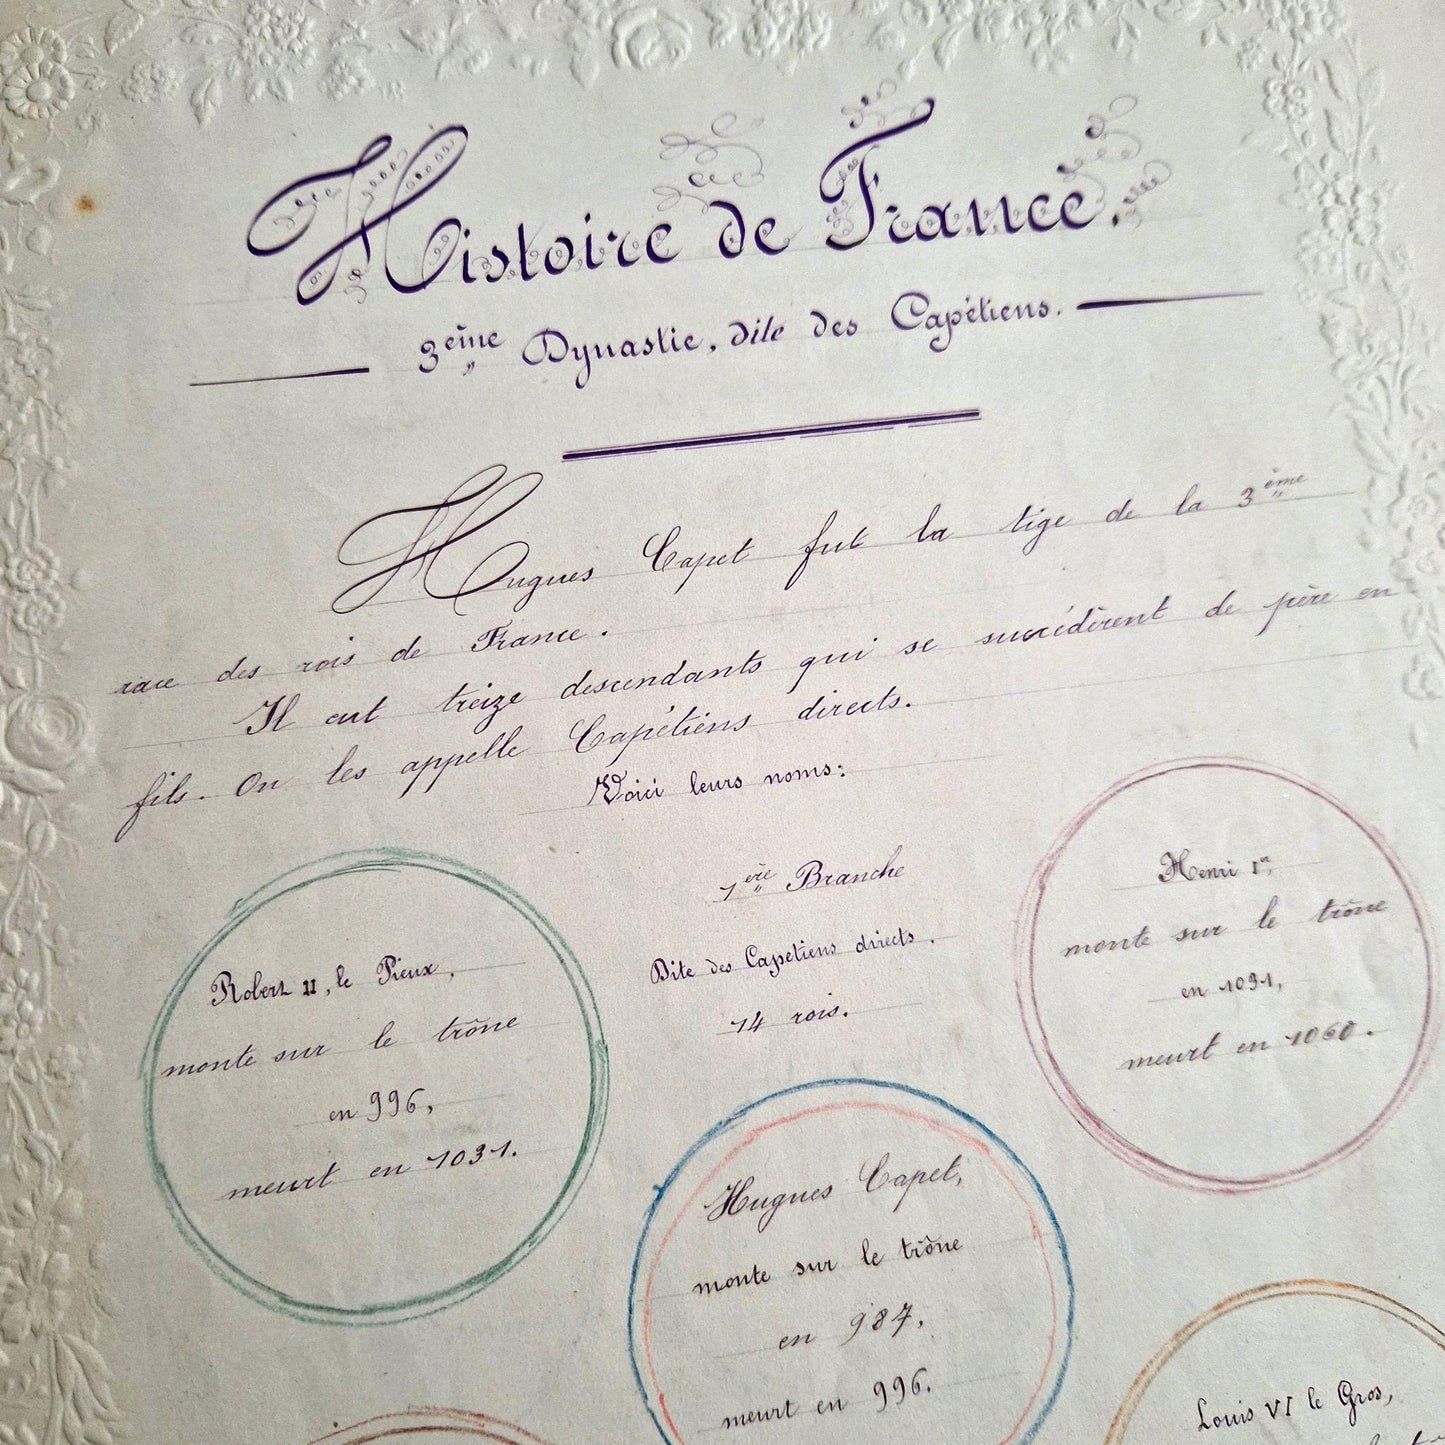 Histoire de France.
3ème Dynastie, dite des Capétiens.
Hugues Capet fut la tige de la 3ème
race des rois de France.
Il eut treize descendants qui se succédèrent de père en
fils. On les appelle Capétiens directs.
Voici leurs noms:
1ère Branche
Dite des Capétiens directs.
14 rois.
Robert II, le Pieux,
monte sur le trône
en 996,
meurt en 1031.
Henri Ier,
monte sur le trône
en 1031,
meurt en 1060.
Hugues Capet,
monte sur le trône
en 987,
meurt en 996.
Louis VI le Gros,